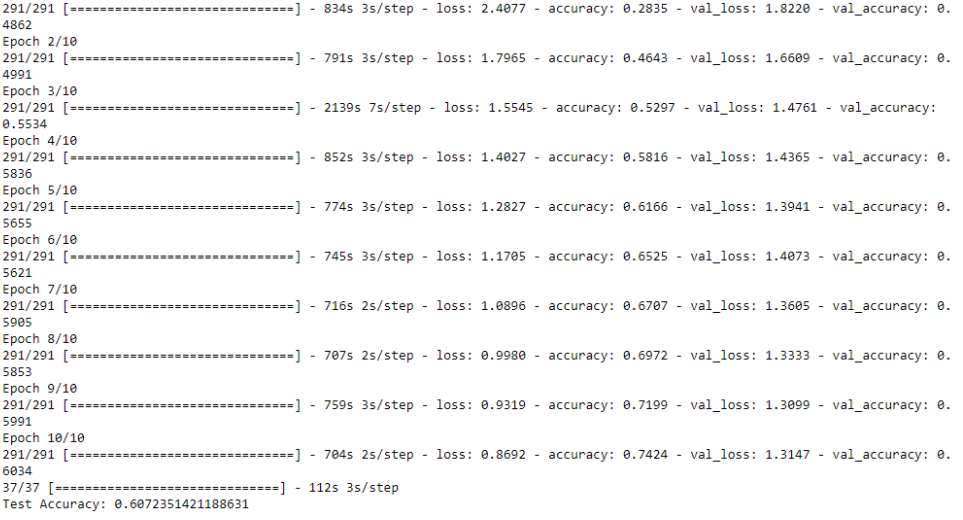 291/291 [==============================] - 834s 3s/step - loss: 2.4077 - accuracy: 0.2835 - val_loss: 1.8220 - val_accuracy: 0.
4862
Epoch 2/10
291/291 [==============================] - 791s 3s/step - loss: 1.7965 - accuracy: 0.4643 - val_loss: 1.6609 - val_accuracy: 0.
4991
Epoch 3/10
291/291 [==============================] - 2139s 7s/step - loss: 1.5545 - accuracy: 0.5297 - val_loss: 1.4761 - val_accuracy:
0.5534
Epoch 4/10
291/291 [==============================] - 852s 3s/step - loss: 1.4027 - accuracy: 0.5816 - val_loss: 1.4365 - val_accuracy: 0.
5836
Epoch 5/10
291/291 [==============================] - 774s 3s/step - loss: 1.2827 - accuracy: 0.6166 - val_loss: 1.3941 - val_accuracy: 0.
5655
Epoch 6/10
291/291 [==============================] - 745s 3s/step - loss: 1.1705 - accuracy: 0.6525 - val_loss: 1.4073 - val_accuracy: 0.
5621
Epoch 7/10
291/291 [==============================] - 716s 2s/step - loss: 1.0896 - accuracy: 0.6707 - val_loss: 1.3605 - val_accuracy: 0.
5905
Epoch 8/10
291/291 [==============================] - 707s 2s/step - loss: 0.9980 - accuracy: 0.6972 - val_loss: 1.3333 - val_accuracy: 0.
5853
Epoch 9/10
291/291 [==============================] - 759s 3s/step - loss: 0.9319 - accuracy: 0.7199 - val_loss: 1.3099 - val_accuracy: 0.
5991
Epoch 10/10
291/291 [==============================] - 704s 2s/step - loss: 0.8692 - accuracy: 0.7424 - val_loss: 1.3147 - val_accuracy: 0.
6034
37/37 [==============================] - 112s 3s/step
Test Accuracy: 0.6072351421188631